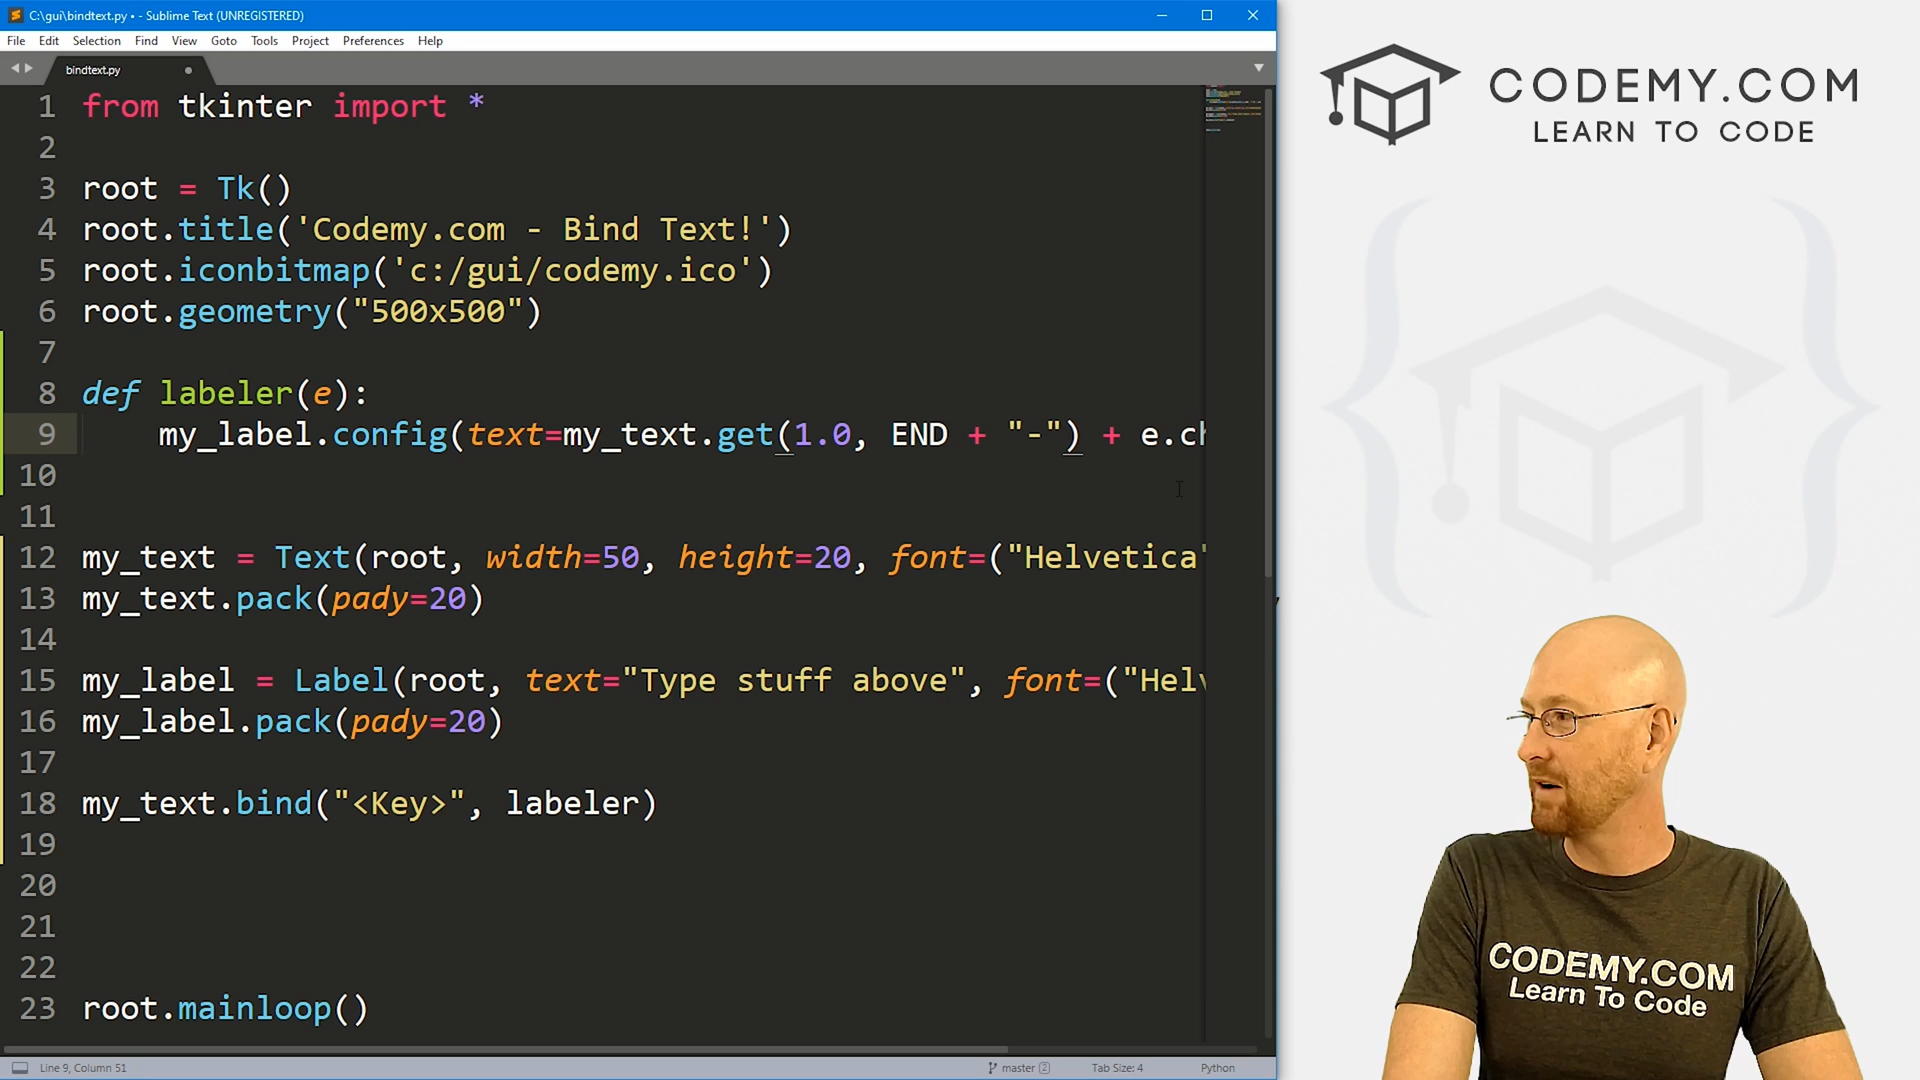 C:\gui\bindtext.py • - Sublime Text (UNREGISTERED)
File Edit Selection Find View Goto Tools Project Preferences Help
bindtext.py
1 from tkinter import *
2
3 root = Tk()
4 root.title('Codemy.com - Bind Text!')
5 root.iconbitmap('c:/gui/codemy.ico')
6 root.geometry("500x500")
7
8 def labeler(e):
9 my_label.config(text=my_text.get(1.0, END + "-") + e.ch
10
11
12 my_text = Text(root, width=50, height=20, font=("Helvetica"
13 my_text.pack(pady=20)
14
15 my_label = Label(root, text="Type stuff above", font=("Helv
16 my_label.pack(pady=20)
17
18 my_text.bind("<Key>", labeler)
19
20
21
22
23 root.mainloop()
Line 9, Column 51
master 2
Tab Size: 4
Python
CODEMY.COM
LEARN TO CODE
CODEMY.COM
Learn To Code